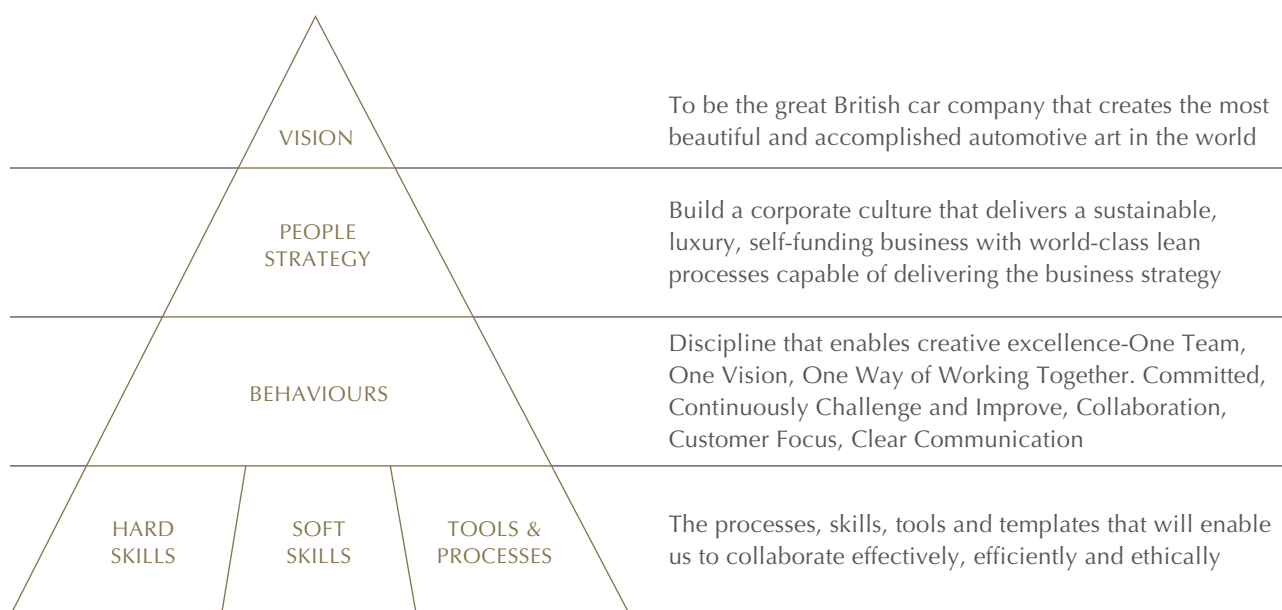 VISION
To be the great British car company that creates the most
beautiful and accomplished automotive art in the world
PEOPLE
STRATEGY
Build a corporate culture that delivers a sustainable,
luxury, self-funding business with world-class lean
processes capable of delivering the business strategy
BEHAVIOURS
Discipline that enables creative excellence-One Team,
One Vision, One Way of Working Together. Committed,
Continuously Challenge and Improve, Collaboration,
Customer Focus, Clear Communication
HARD
SKILLS
SOFT
SKILLS
TOOLS &
PROCESSES
The processes, skills, tools and templates that will enable
us to collaborate effectively, efficiently and ethically